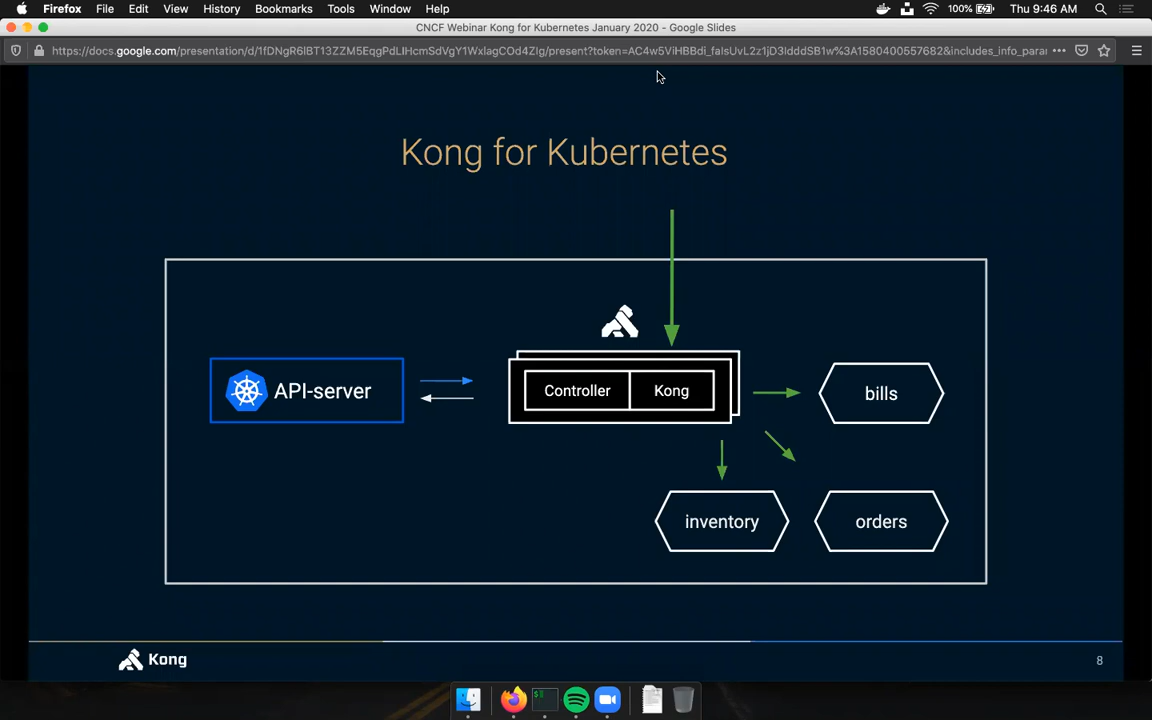 Firefox File Edit View History Bookmarks Tools Window Help 100% Thu 9:46 AM
CNCF Webinar Kong for Kubernetes January 2020 - Google Slides
Kong for Kubernetes
API-server
Controller Kong
bills
inventory orders
Kong 8